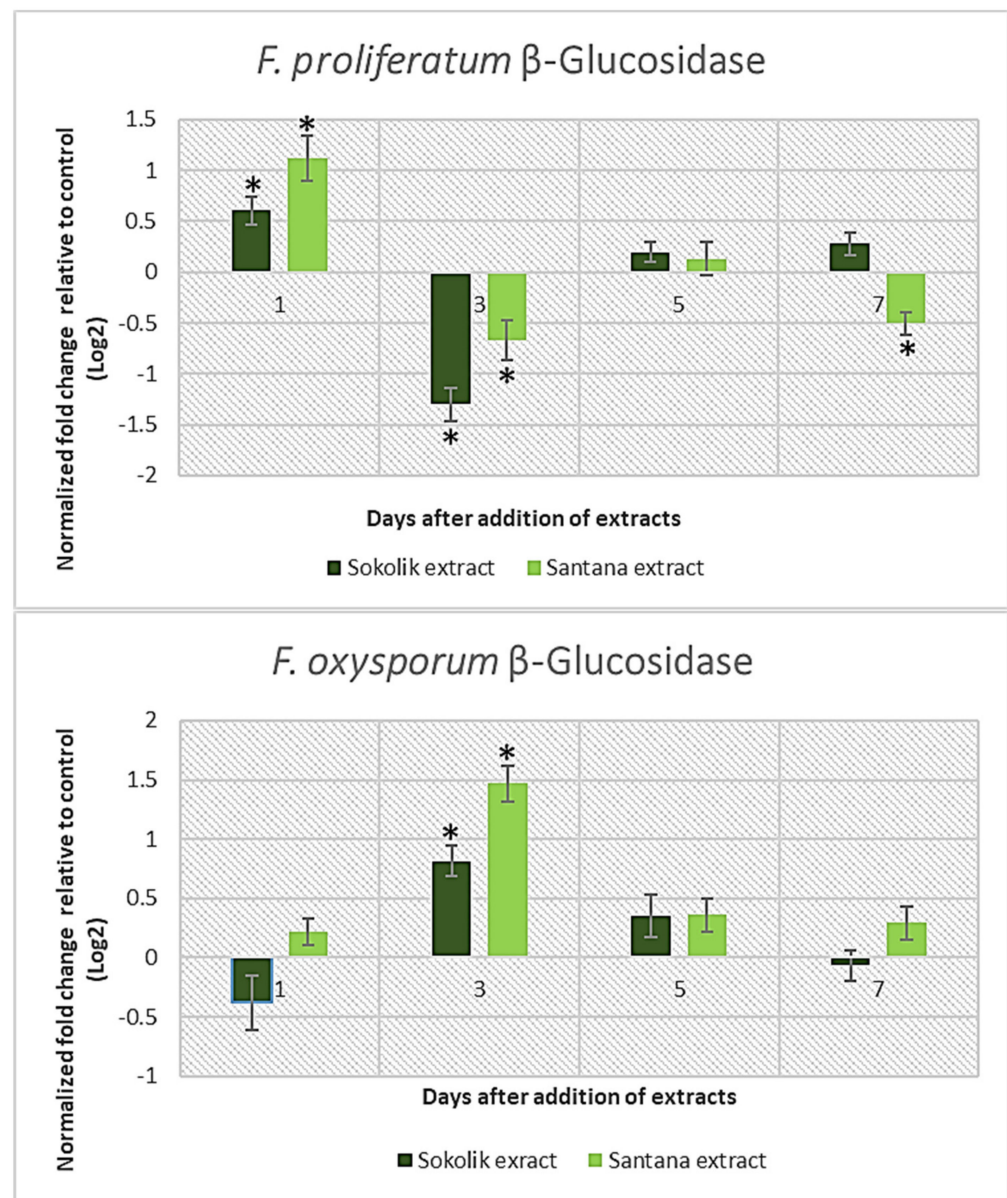 F. proliferatum β-Glucosidase
Normalized fold change relative to control
(Log2)
1.5
1
0.5
0
-0.5
-1
-1.5
-2
1 3 5 7
* * * * *
Days after addition of extracts
Sokolik extract Santana extract
F. oxysporum β-Glucosidase
Normalized fold change relative to control
(Log2)
2
1.5
1
0.5
0
-0.5
-1
1 3 5 7
* *
Days after addition of extracts
Sokolik exract Santana extract